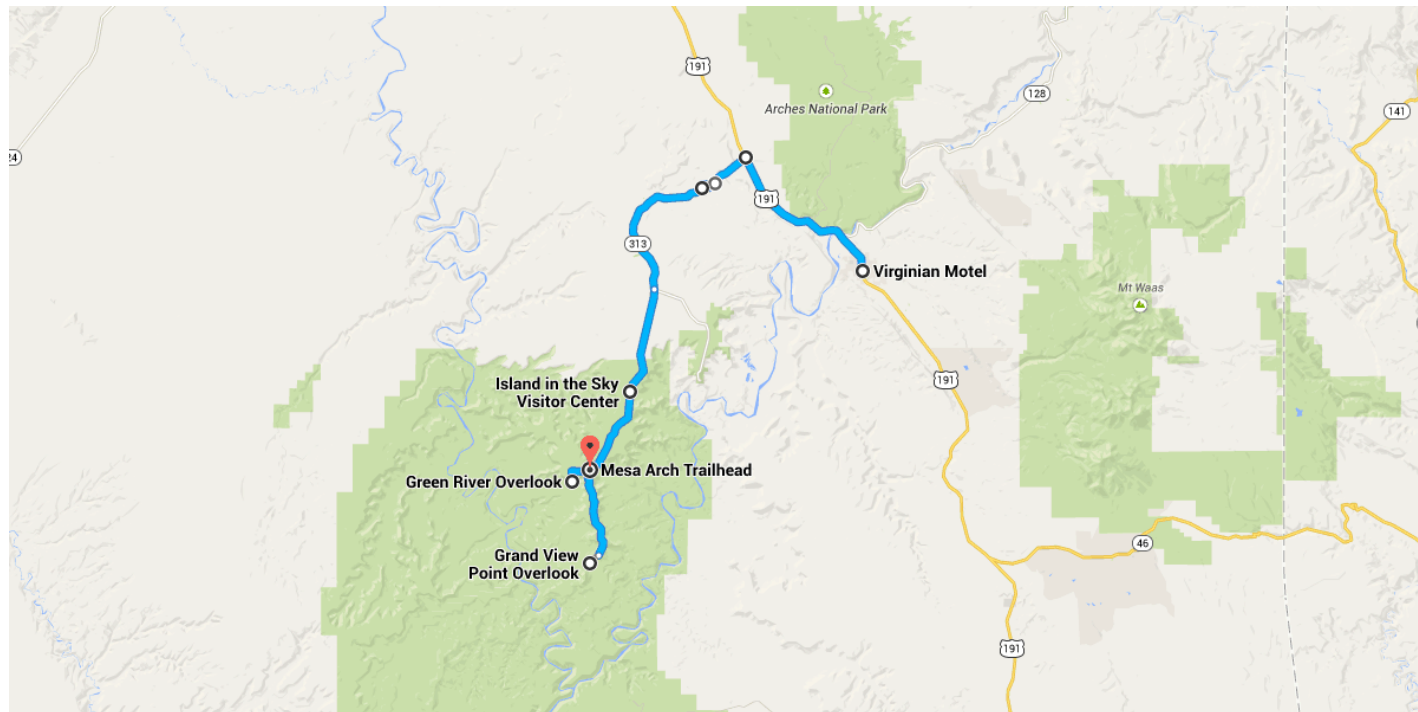 191
Arches National Park
128
141
24
191
313
Virginian Motel
Mt Waas
Island in the Sky
Visitor Center
191
Mesa Arch Trailhead
Green River Overlook
Grand View
Point Overlook
46
191